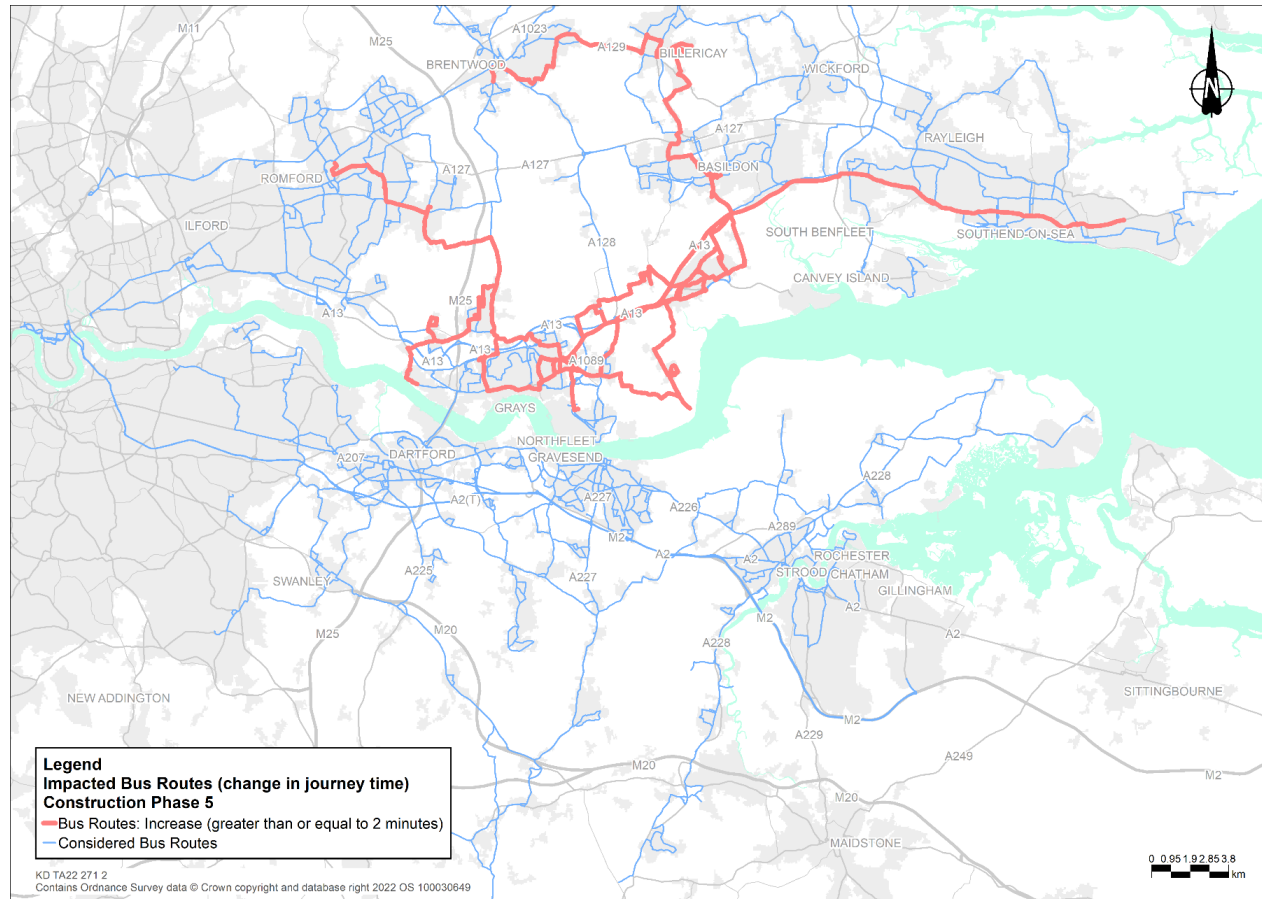 M11
A1023
M25
A129
BILLERICAY
BRENTWOOD
WICKFORD
N
A127
RAYLEIGH
A127
A127
BASILDON
ROMFORD
ILFORD
SOUTH BENFLEET
SOUTHEND-ON-SEA
A128
A13
CANVEY ISLAND
M25
A13
A13
A13
A13
A13
A1089
GRAYS
NORTHFLEET
DARTFORD
GRAVESEND
A207
A228
A2(T)
A227
A226
A289
M2
A2
A2
ROCHESTER
STROOD
CHATHAM
SWANLEY
A225
A227
GILLINGHAM
A2
M2
A2
M25
M20
A228
NEW ADDINGTON
SITTINGBOURNE
M2
A229
A249
M20
M2
M20
MAIDSTONE
Legend
Impacted Bus Routes (change in journey time)
Construction Phase 5
Bus Routes: Increase (greater than or equal to 2 minutes)
Considered Bus Routes
0 0.95 1.9 2.85 3.8
km
KD TA22 271 2
Contains Ordnance Survey data © Crown copyright and database right 2022 OS 100030649